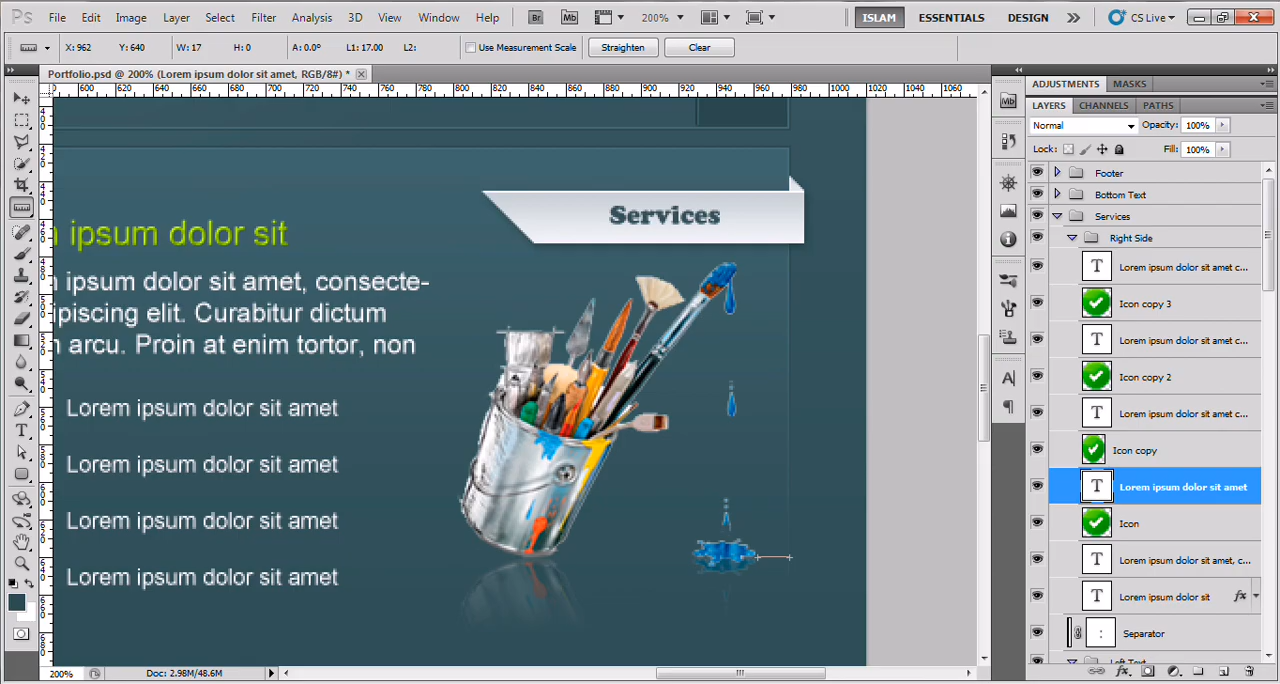 Ps File Edit Image Layer Select Filter Analysis 3D View Window Help Br Mb 200% ISLAM ESSENTIALS DESIGN CS Live
X: 962 Y: 640 W: 17 H: 0 A: 0.0° L1: 17.00 L2: Use Measurement Scale Straighten Clear
Portfolio.psd @ 200% (Lorem ipsum dolor sit amet, RGB/8#) *
600 620 640 660 680 700 720 740 760 780 800 820 840 860 880 900 920 940 960 980 1000 1020 1040 1060
Services
ipsum dolor sit
ipsum dolor sit amet, consecte-
ipiscing elit. Curabitur dictum
arcu. Proin at enim tortor, non
Lorem ipsum dolor sit amet
Lorem ipsum dolor sit amet
Lorem ipsum dolor sit amet
Lorem ipsum dolor sit amet
200% Doc: 2.98M/48.6M
Mb
ADJUSTMENTS MASKS
LAYERS CHANNELS PATHS
Normal Opacity: 100%
Lock: Fill: 100%
Footer
Bottom Text
Services
Right Side
T Lorem ipsum dolor sit amet c...
Icon copy 3
T Lorem ipsum dolor sit amet c...
Icon copy 2
T Lorem ipsum dolor sit amet c...
Icon copy
T Lorem ipsum dolor sit amet
Icon
T Lorem ipsum dolor sit amet, c...
T Lorem ipsum dolor sit fx
Separator
Left Text